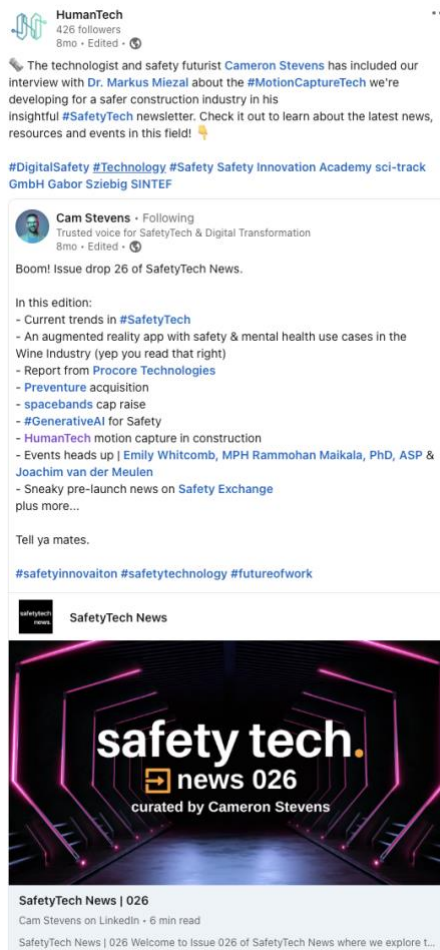 HumanTech
426 followers
8mo • Edited •
The technologist and safety futurist Cameron Stevens has included our
interview with Dr. Markus Miezal about the #MotionCaptureTech we're
developing for a safer construction industry in his
insightful #SafetyTech newsletter. Check it out to learn about the latest news,
resources and events in this field!
#DigitalSafety #Technology #Safety Safety Innovation Academy sci-track
GmbH Gabor Sziebig SINTEF
Cam Stevens • Following
Trusted voice for SafetyTech & Digital Transformation
8mo • Edited •
Boom! Issue drop 26 of SafetyTech News.
In this edition:
- Current trends in #SafetyTech
- An augmented reality app with safety & mental health use cases in the
Wine Industry (yep you read that right)
- Report from Procore Technologies
- Preventure acquisition
- spacebands cap raise
- #GenerativeAI for Safety
- HumanTech motion capture in construction
- Events heads up | Emily Whitcomb, MPH Rammohan Maikala, PhD, ASP &
Joachim van der Meulen
- Sneaky pre-launch news on Safety Exchange
plus more...
Tell ya mates.
#safetyinnovaiton #safetytechnology #futureofwork
safetytech
news.
SafetyTech News
safety tech.
news 026
curated by Cameron Stevens
SafetyTech News | 026
Cam Stevens on LinkedIn • 6 min read
SafetyTech News | 026 Welcome to Issue 026 of SafetyTech News where we explore t...